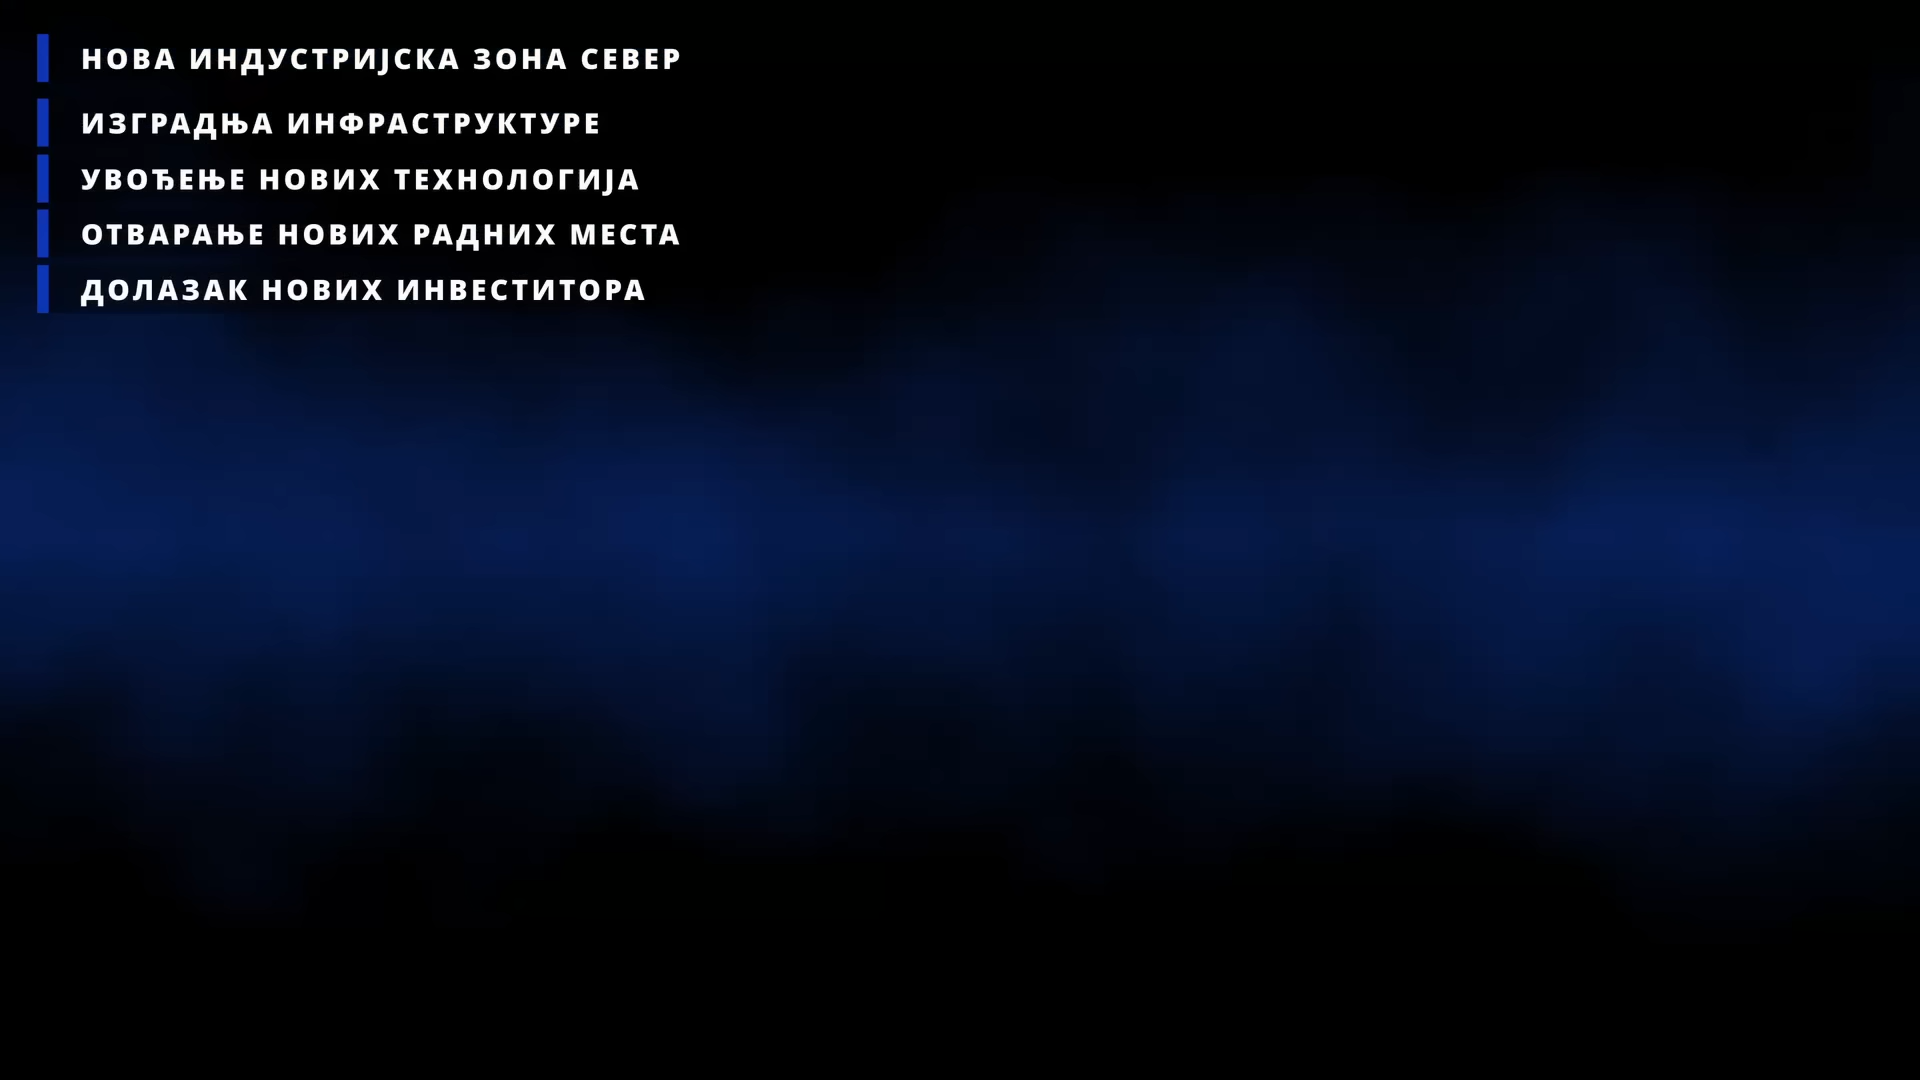 НОВА ИНДУСТРИЈСКА ЗОНА СЕВЕР
ИЗГРАДЊА ИНФРАСТРУКТУРЕ
УВОЂЕЊЕ НОВИХ ТЕХНОЛОГИЈА
ОТВАРАЊЕ НОВИХ РАДНИХ МЕСТА
ДОЛАЗАК НОВИХ ИНВЕСТИТОРА